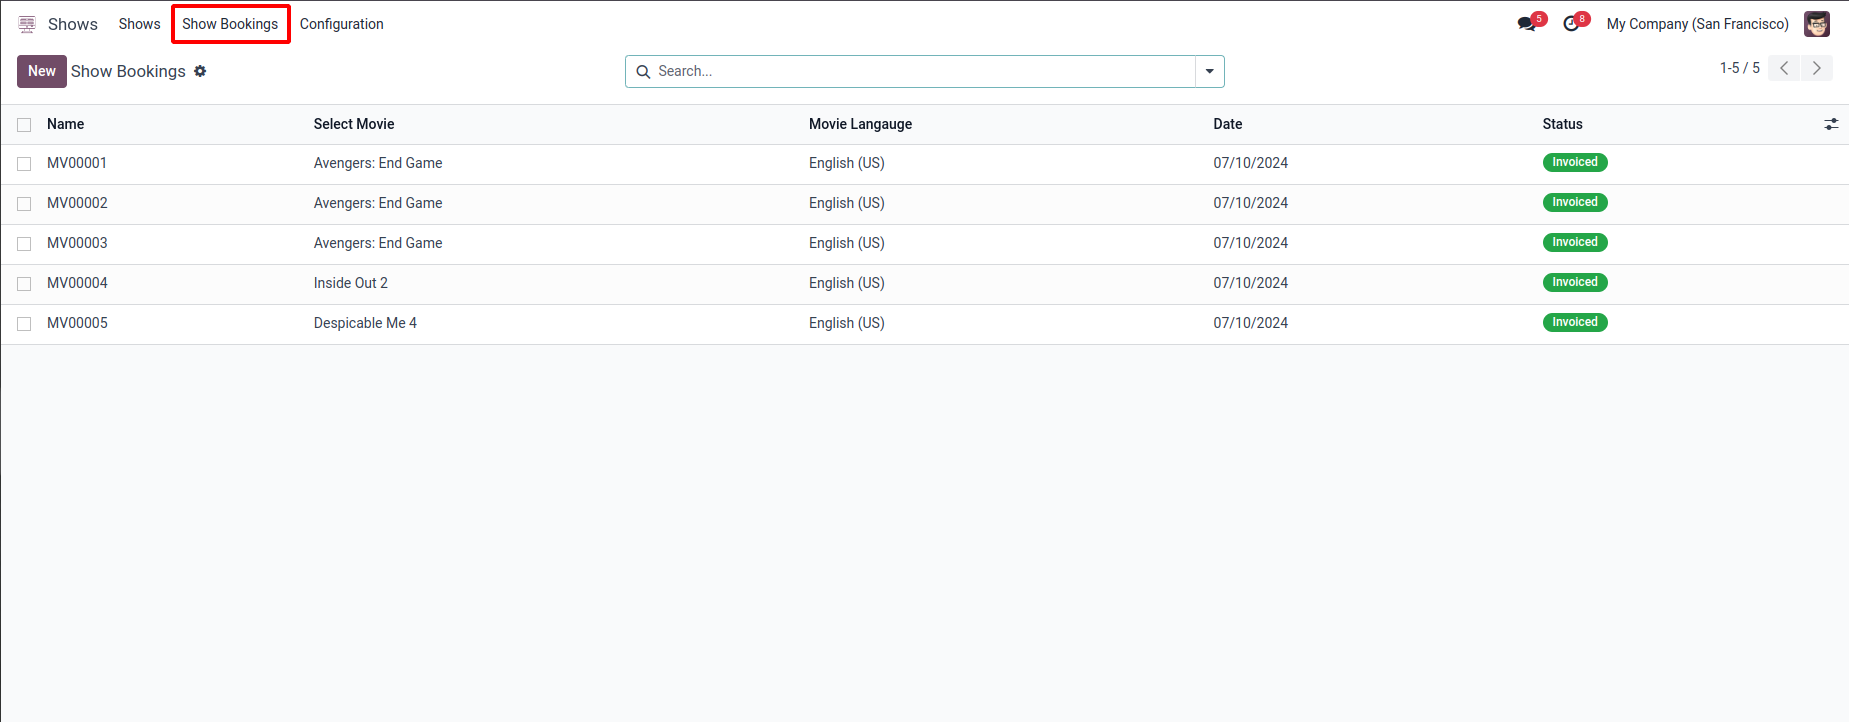 Shows Shows Show Bookings Configuration 5 8 My Company (San Francisco)
New Show Bookings Search... 1-5 / 5
Name Select Movie Movie Langauge Date Status
MV00001 Avengers: End Game English (US) 07/10/2024 Invoiced
MV00002 Avengers: End Game English (US) 07/10/2024 Invoiced
MV00003 Avengers: End Game English (US) 07/10/2024 Invoiced
MV00004 Inside Out 2 English (US) 07/10/2024 Invoiced
MV00005 Despicable Me 4 English (US) 07/10/2024 Invoiced